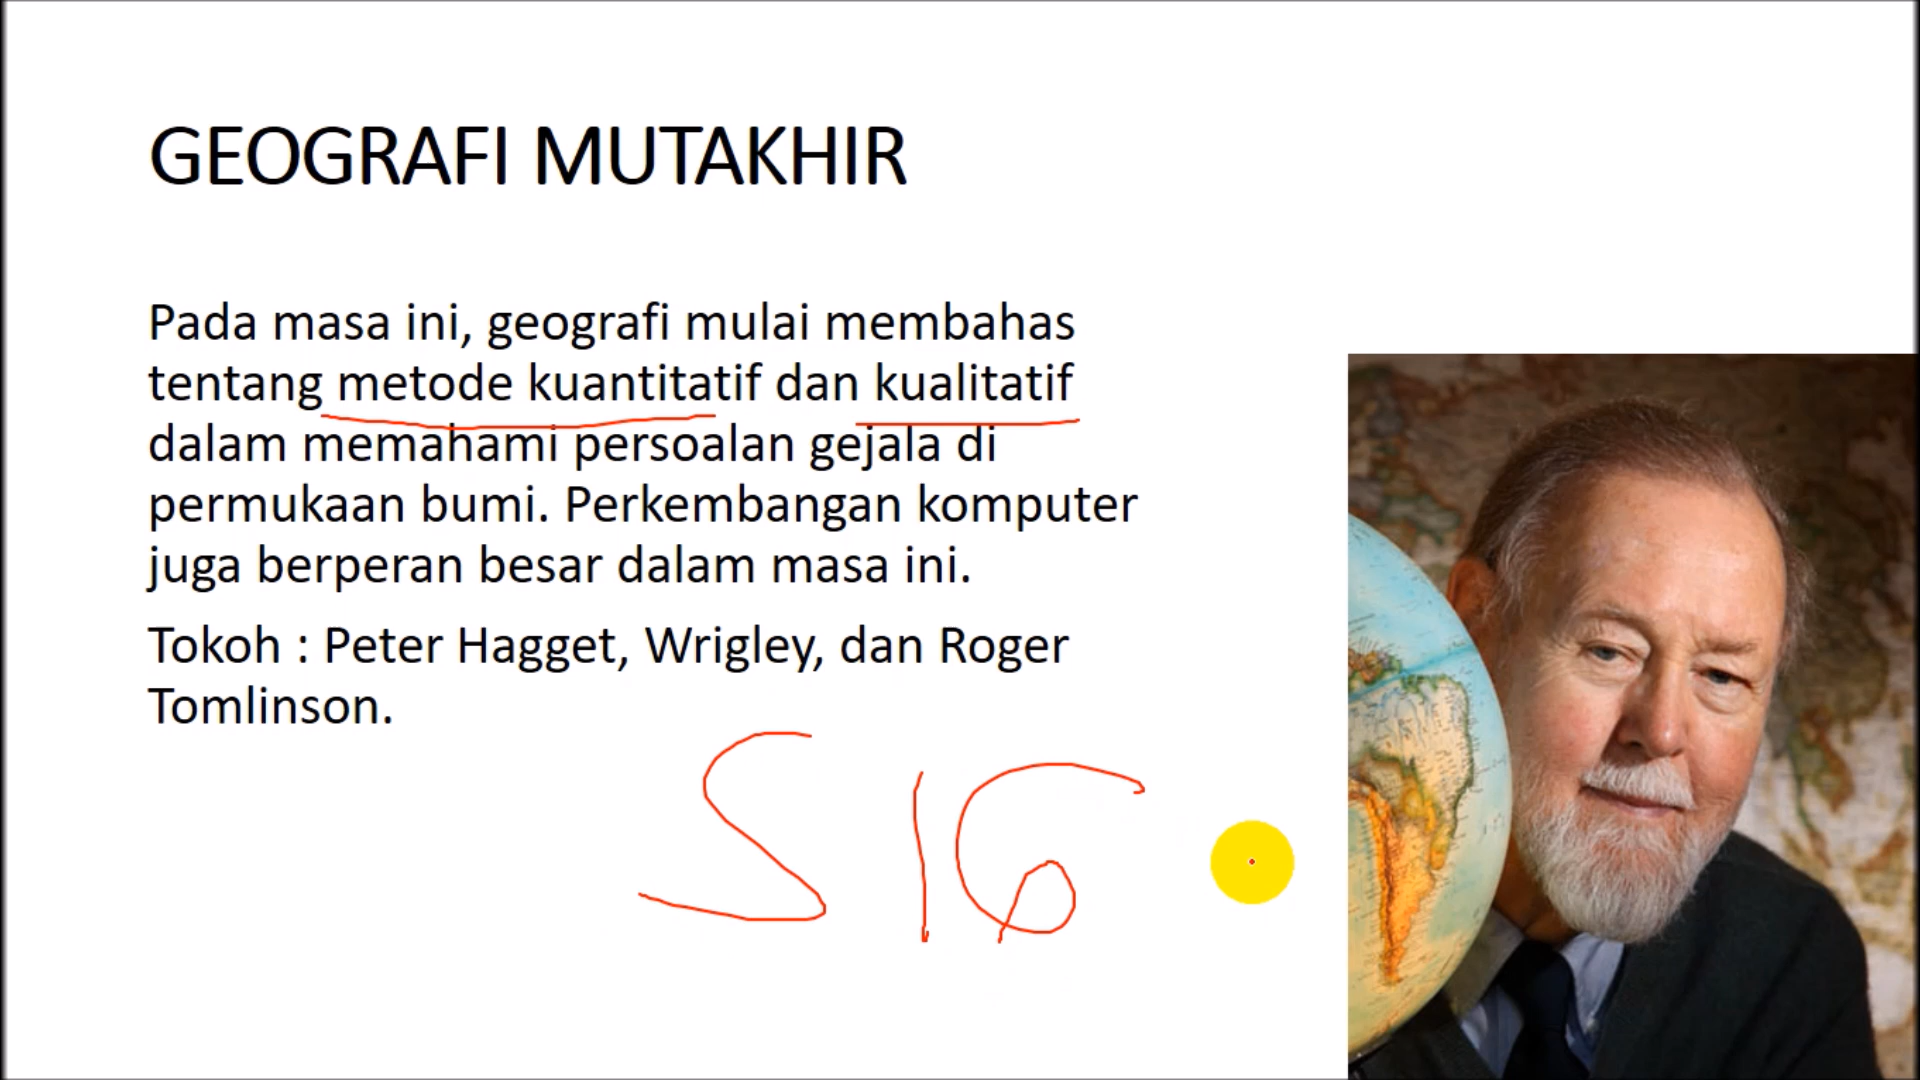 GEOGRAFI MUTAKHIR
Pada masa ini, geografi mulai membahas
tentang metode kuantitatif dan kualitatif
dalam memahami persoalan gejala di
permukaan bumi. Perkembangan komputer
juga berperan besar dalam masa ini.
Tokoh : Peter Hagget, Wrigley, dan Roger
Tomlinson.
SIG